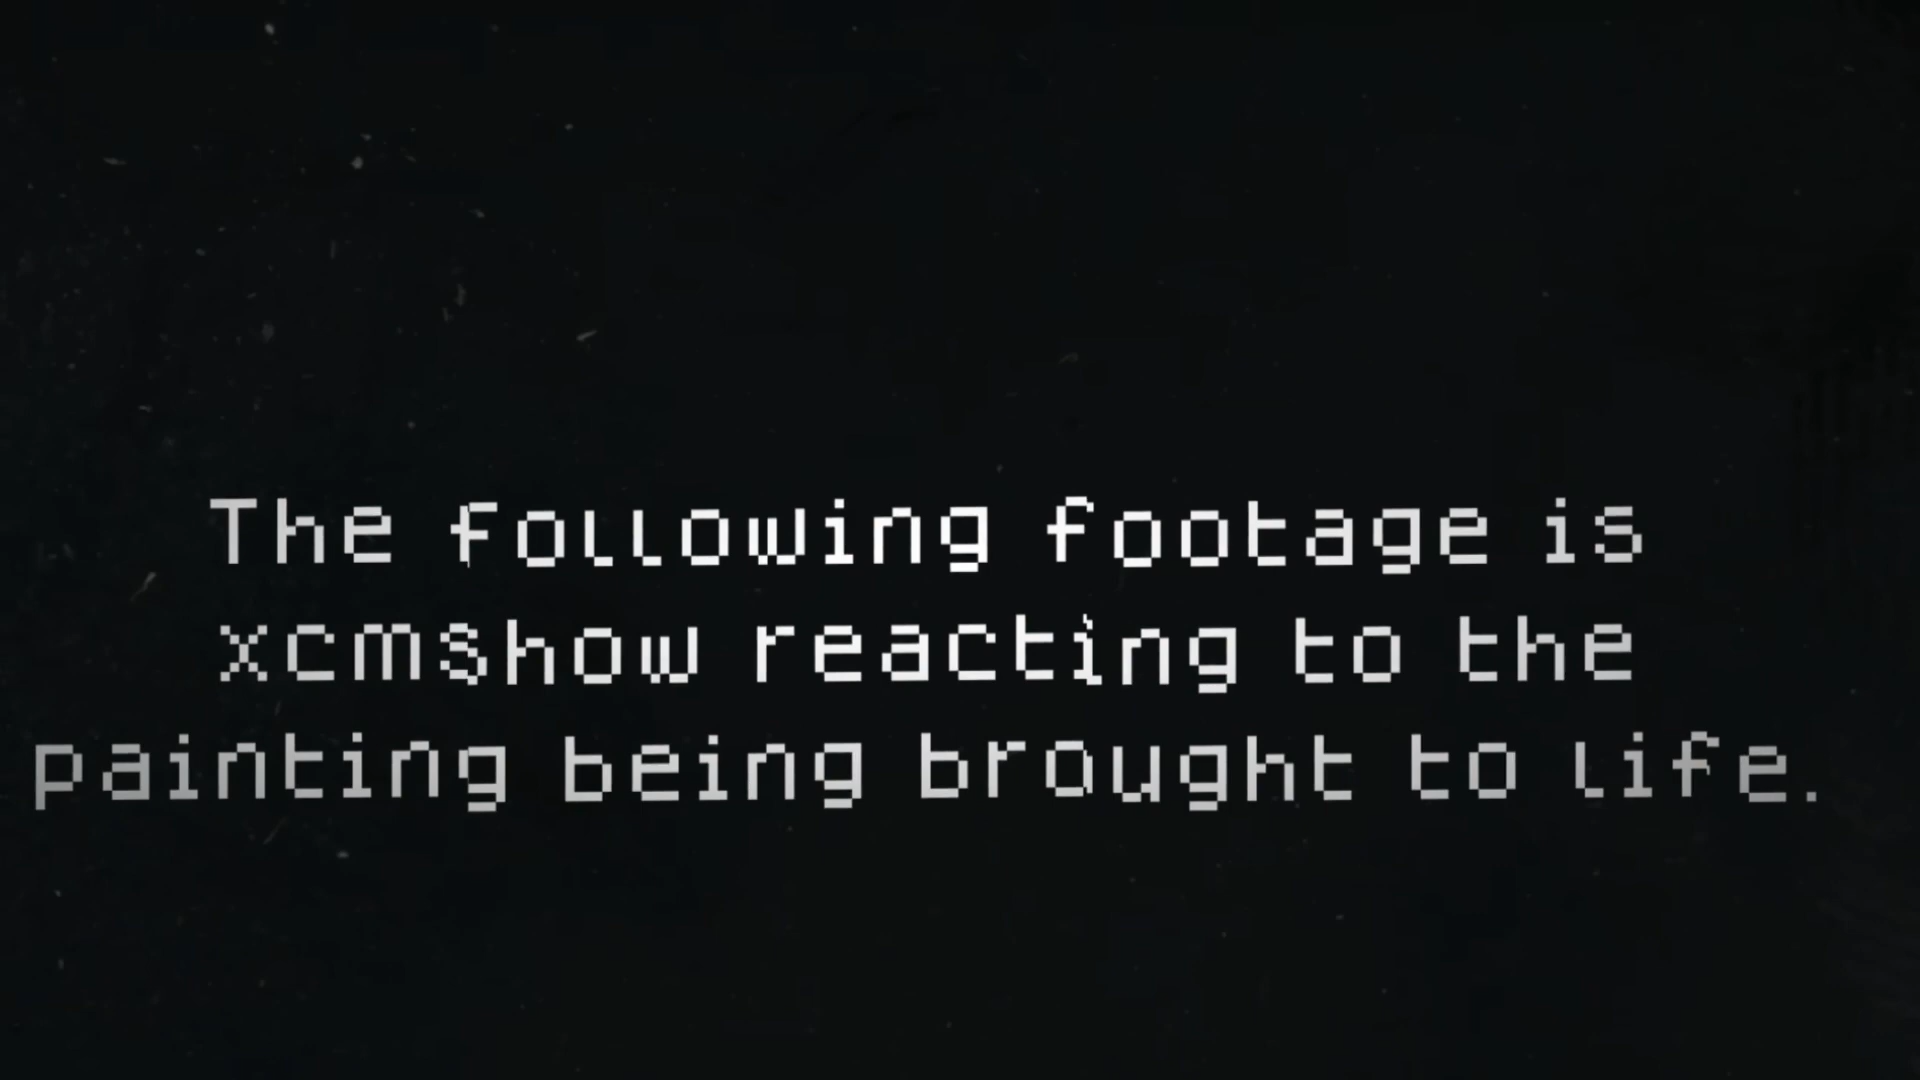 The following footage is
xcmshow reacting to the
painting being brought to life.